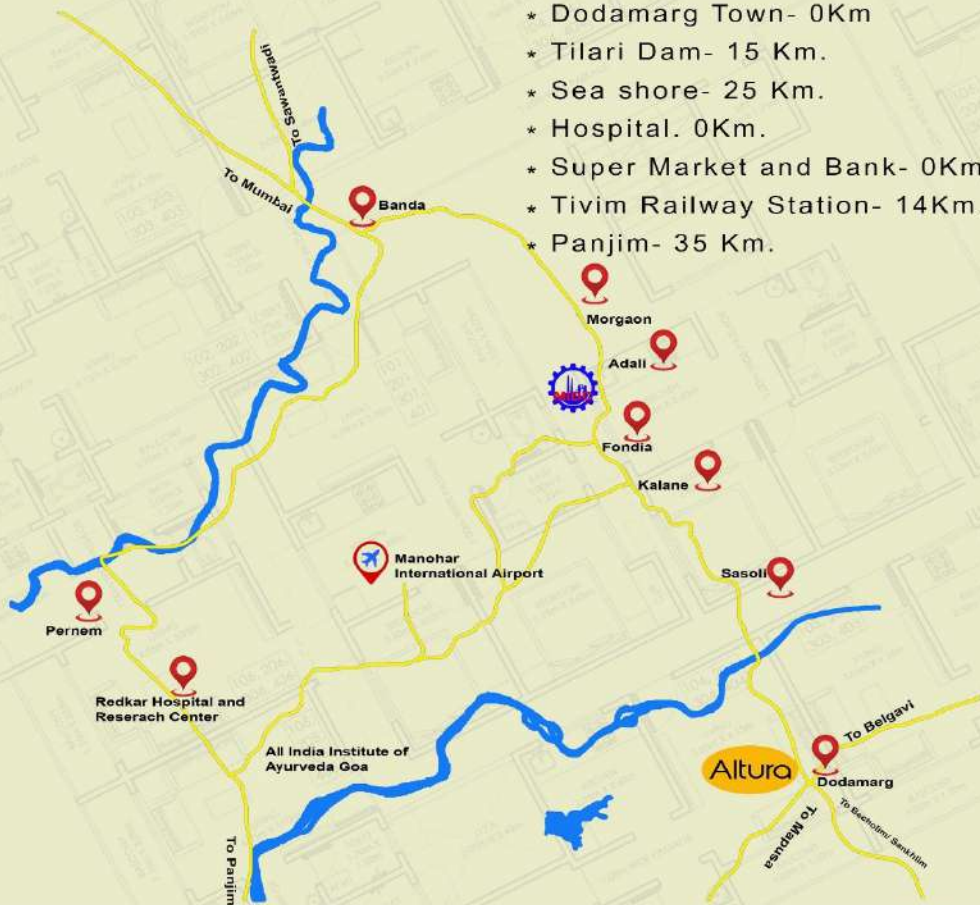 * Dodamarg Town- 0Km
* Tilari Dam- 15 Km.
* Sea shore- 25 Km.
* Hospital. 0Km.
* Super Market and Bank- 0Km
* Tivim Railway Station- 14Km
* Panjim- 35 Km.
To Sawantwadi
To Mumbai
Banda
Morgaon
Adali
Fondia
Kalane
Manohar
International Airport
Sasoli
Pernem
Redkar Hospital and
Reserach Center
All India Institute of
Ayurveda Goa
To Belgavi
Altura
Dodamarg
To Mapusa
To Panjim